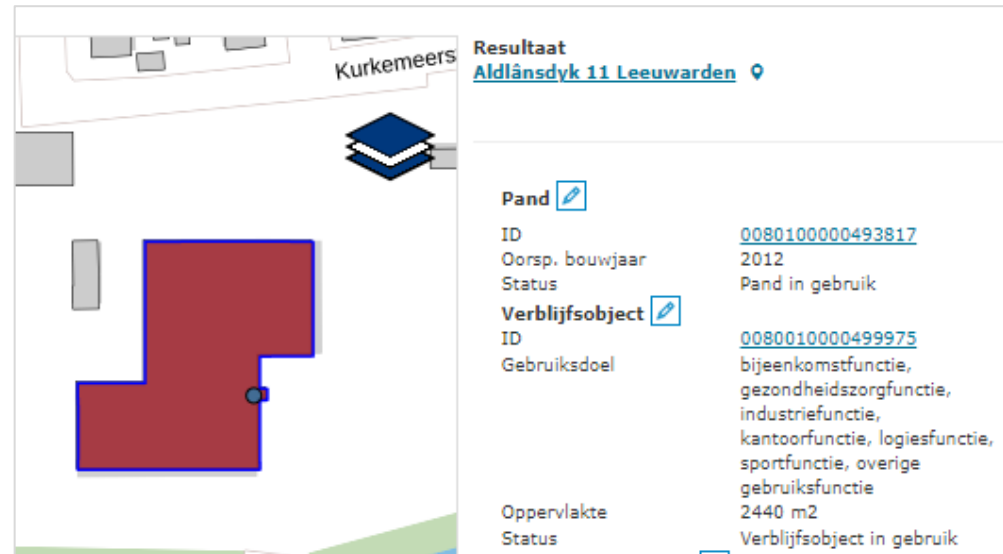 Kurkemeers
Resultaat
Aldlânsdyk 11 Leeuwarden
Pand
ID 0080100000493817
Oorsp. bouwjaar 2012
Status Pand in gebruik
Verblijfsobject
ID 0080010000499975
Gebruiksdoel bijeenkomstfunctie,
gezondheidszorgfunctie,
industriefunctie,
kantoorfunctie, logiesfunctie,
sportfunctie, overige
gebruiksfunctie
Oppervlakte 2440 m2
Status Verblijfsobject in gebruik